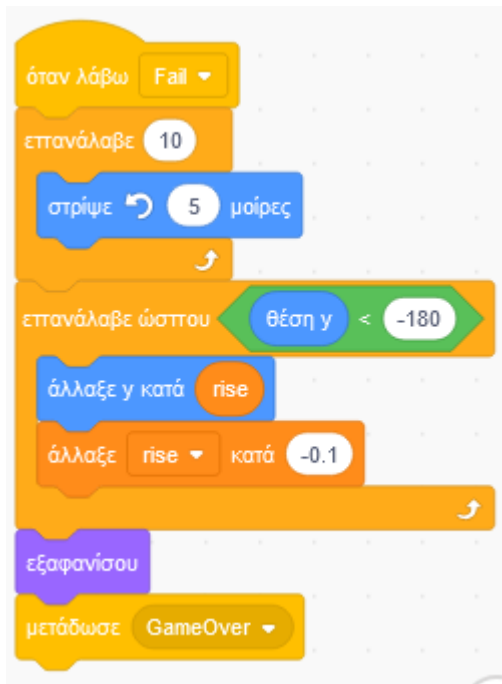 όταν λάβω Fail
επανάλαβε 10
στρίψε 5 μοίρες
επανάλαβε ώσπου θέση y < -180
άλλαξε y κατά rise
άλλαξε rise κατά -0.1
εξαφανίσου
μετάδωσε GameOver